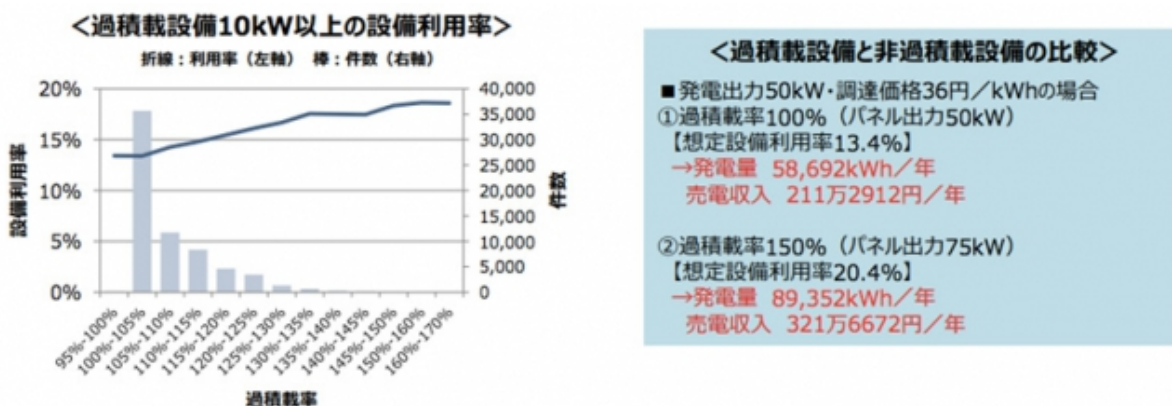 ＜過積載設備10kW以上の設備利用率＞
折線：利用率（左軸） 棒：件数（右軸）
20%
15%
10%
5%
0%
設備利用率
40,000
35,000
30,000
25,000
20,000
15,000
10,000
5,000
0
件数
95%-100%
100%-105%
105%-110%
110%-115%
115%-120%
120%-125%
125%-130%
130%-135%
135%-140%
140%-145%
145%-150%
150%-160%
160%-170%
過積載率
＜過積載設備と非過積載設備の比較＞
■発電出力50kW・調達価格36円／kWhの場合
①過積載率100%（パネル出力50kW）
【想定設備利用率13.4%】
→発電量 58,692kWh／年
売電収入 211万2912円／年
②過積載率150%（パネル出力75kW）
【想定設備利用率20.4%】
→発電量 89,352kWh／年
売電収入 321万6672円／年